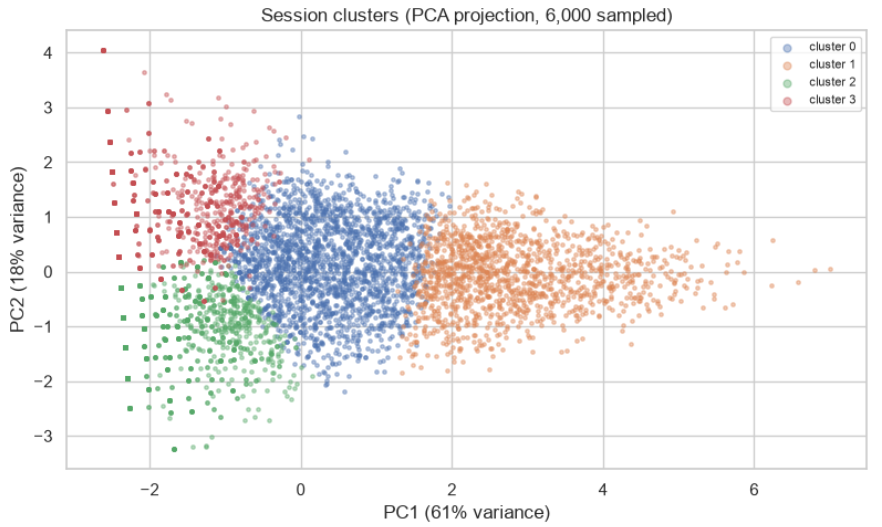 Session clusters (PCA projection, 6,000 sampled)
cluster 0
cluster 1
cluster 2
cluster 3
4
3
2
1
0
−1
−2
−3
PC2 (18% variance)
−2
0
2
4
6
PC1 (61% variance)